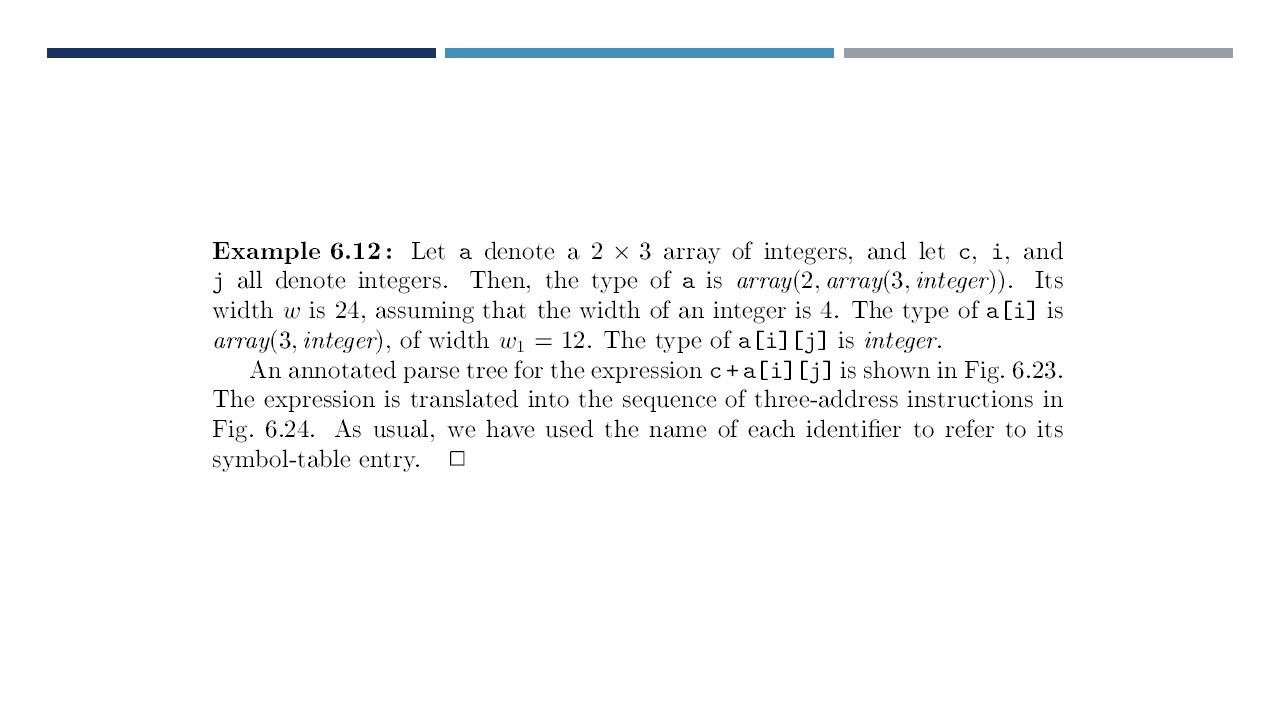 Example 6.12: Let a denote a 2 × 3 array of integers, and let c, i, and
j all denote integers. Then, the type of a is array(2, array(3, integer)). Its
width w is 24, assuming that the width of an integer is 4. The type of a[i] is
array(3, integer), of width w₁ = 12. The type of a[i][j] is integer.
An annotated parse tree for the expression c+a[i][j] is shown in Fig. 6.23.
The expression is translated into the sequence of three-address instructions in
Fig. 6.24. As usual, we have used the name of each identifier to refer to its
symbol-table entry. □